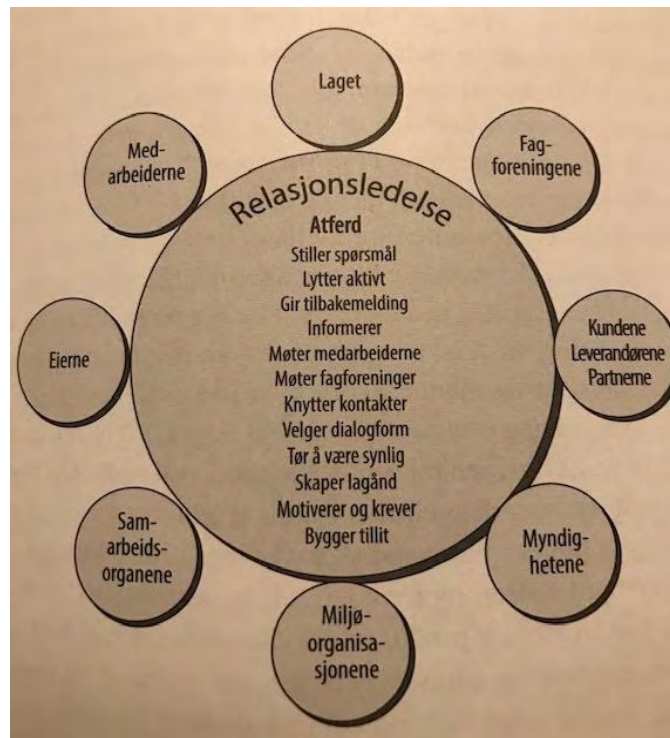 Laget
Med-
arbeiderne
Fag-
foreningene
Relasjonsledelse
Atferd
Stiller spørsmål
Lytter aktivt
Gir tilbakemelding
Informerer
Møter medarbeiderne
Møter fagforeninger
Knytter kontakter
Velger dialogform
Tør å være synlig
Skaper lagånd
Motiverer og krever
Bygger tillit
Eierne
Kundene
Leverandørene
Partnerne
Sam-
arbeids-
organene
Myndig-
hetene
Miljø-
organisa-
sjonene